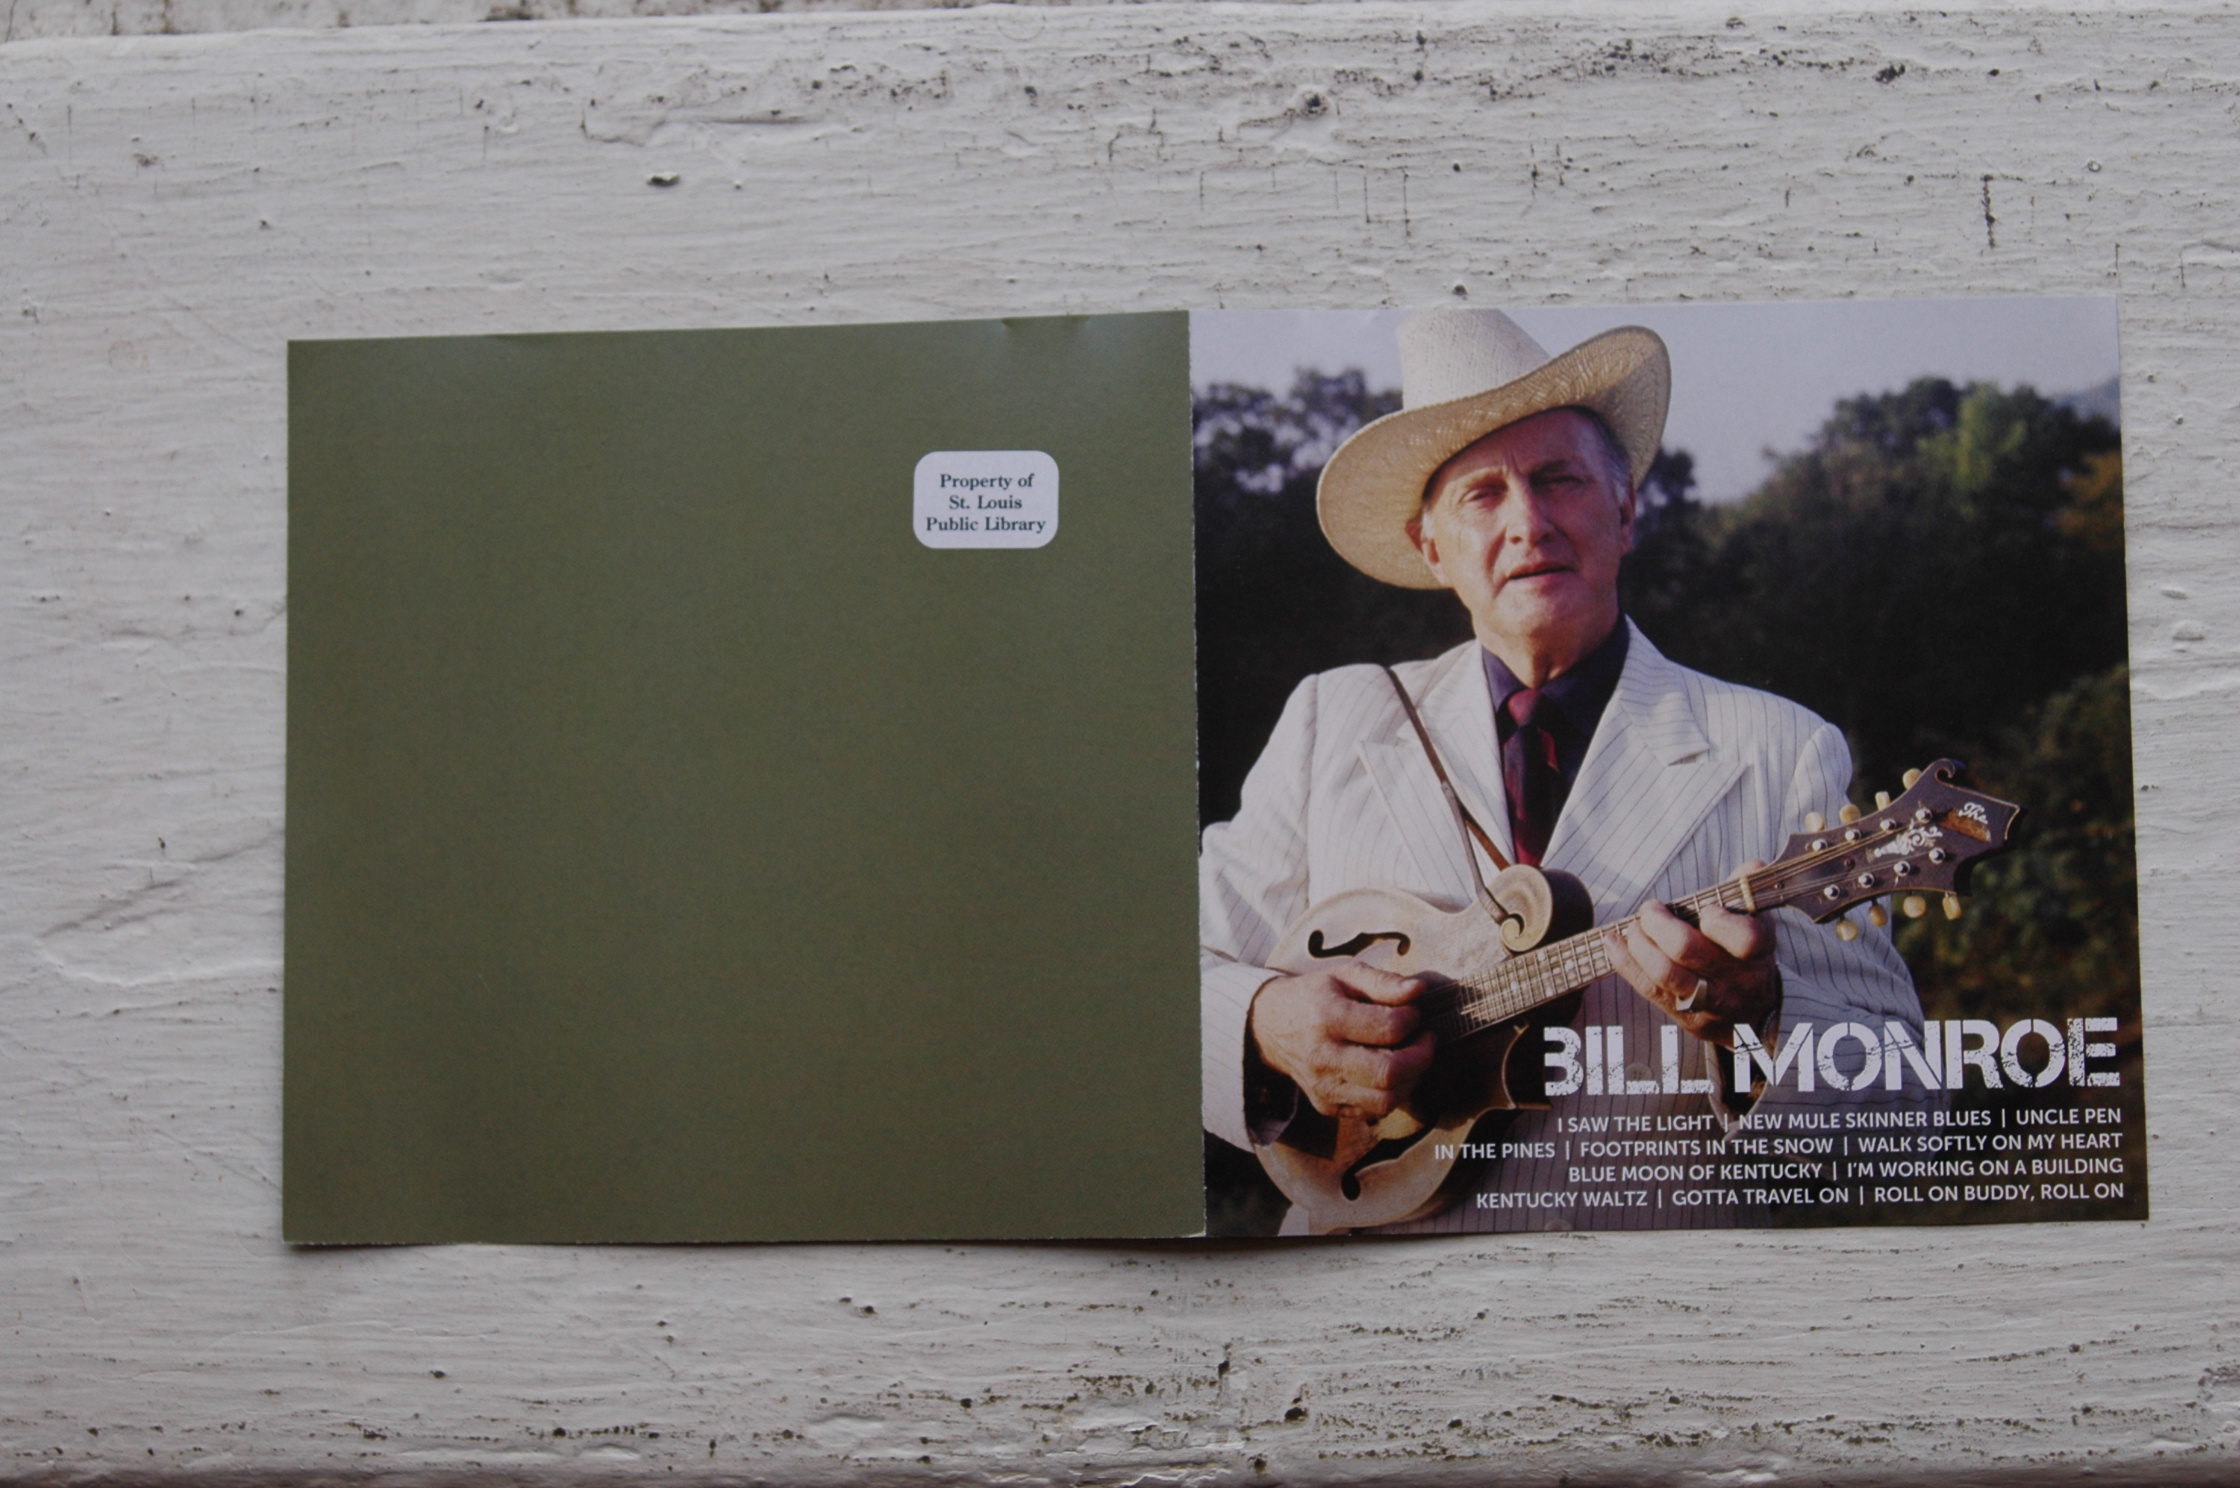 Property of
St. Louis
Public Library
The
BILL MONROE
I SAW THE LIGHT | NEW MULE SKINNER BLUES | UNCLE PEN
IN THE PINES | FOOTPRINTS IN THE SNOW | WALK SOFTLY ON MY HEART
BLUE MOON OF KENTUCKY | I'M WORKING ON A BUILDING
KENTUCKY WALTZ | GOTTA TRAVEL ON | ROLL ON BUDDY, ROLL ON